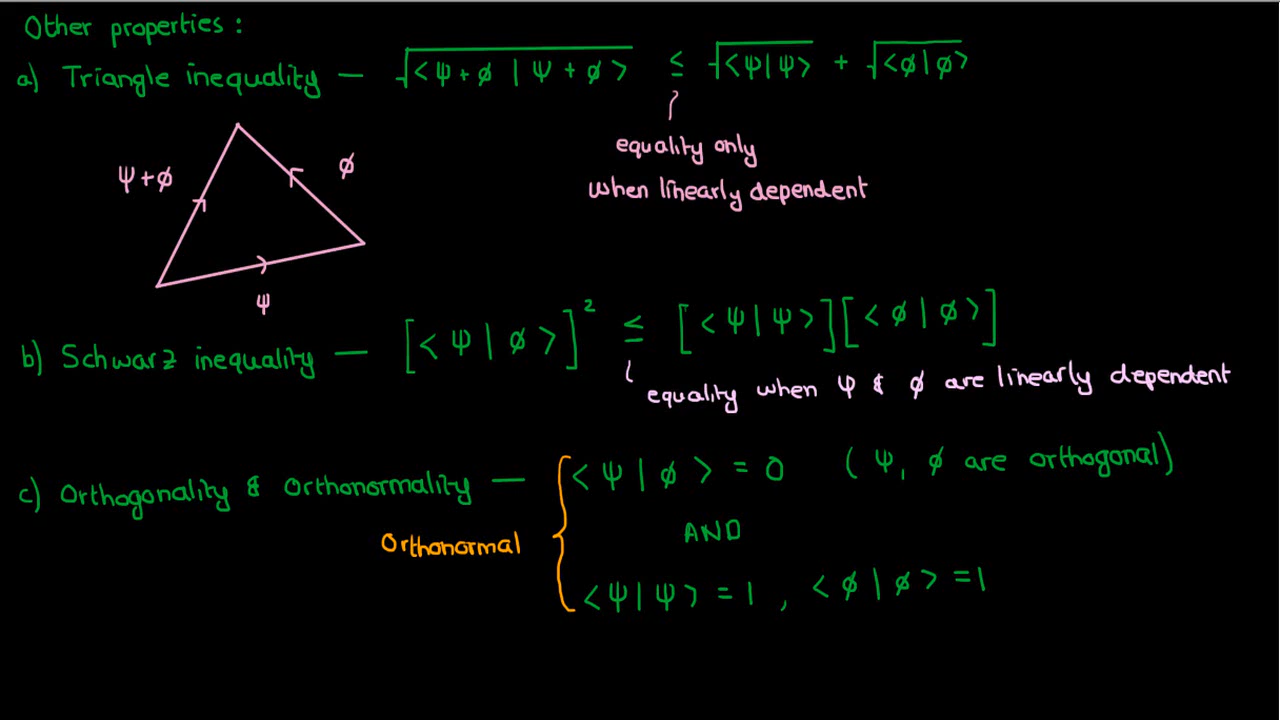 Other properties :
a) Triangle inequality — √<ψ + ϕ | ψ + ϕ> ≤ √<ψ|ψ> + √<ϕ|ϕ>
equality only
when linearly dependent
ψ+ϕ
ϕ
ψ
b) Schwarz inequality — [<ψ|ϕ>]² ≤ [<ψ|ψ>][<ϕ|ϕ>]
equality when ψ & ϕ are linearly dependent
c) Orthogonality & Orthonormality — <ψ|ϕ> = 0 (ψ, ϕ are orthogonal)
AND
Orthonormal
<ψ|ψ> = 1 , <ϕ|ϕ> = 1